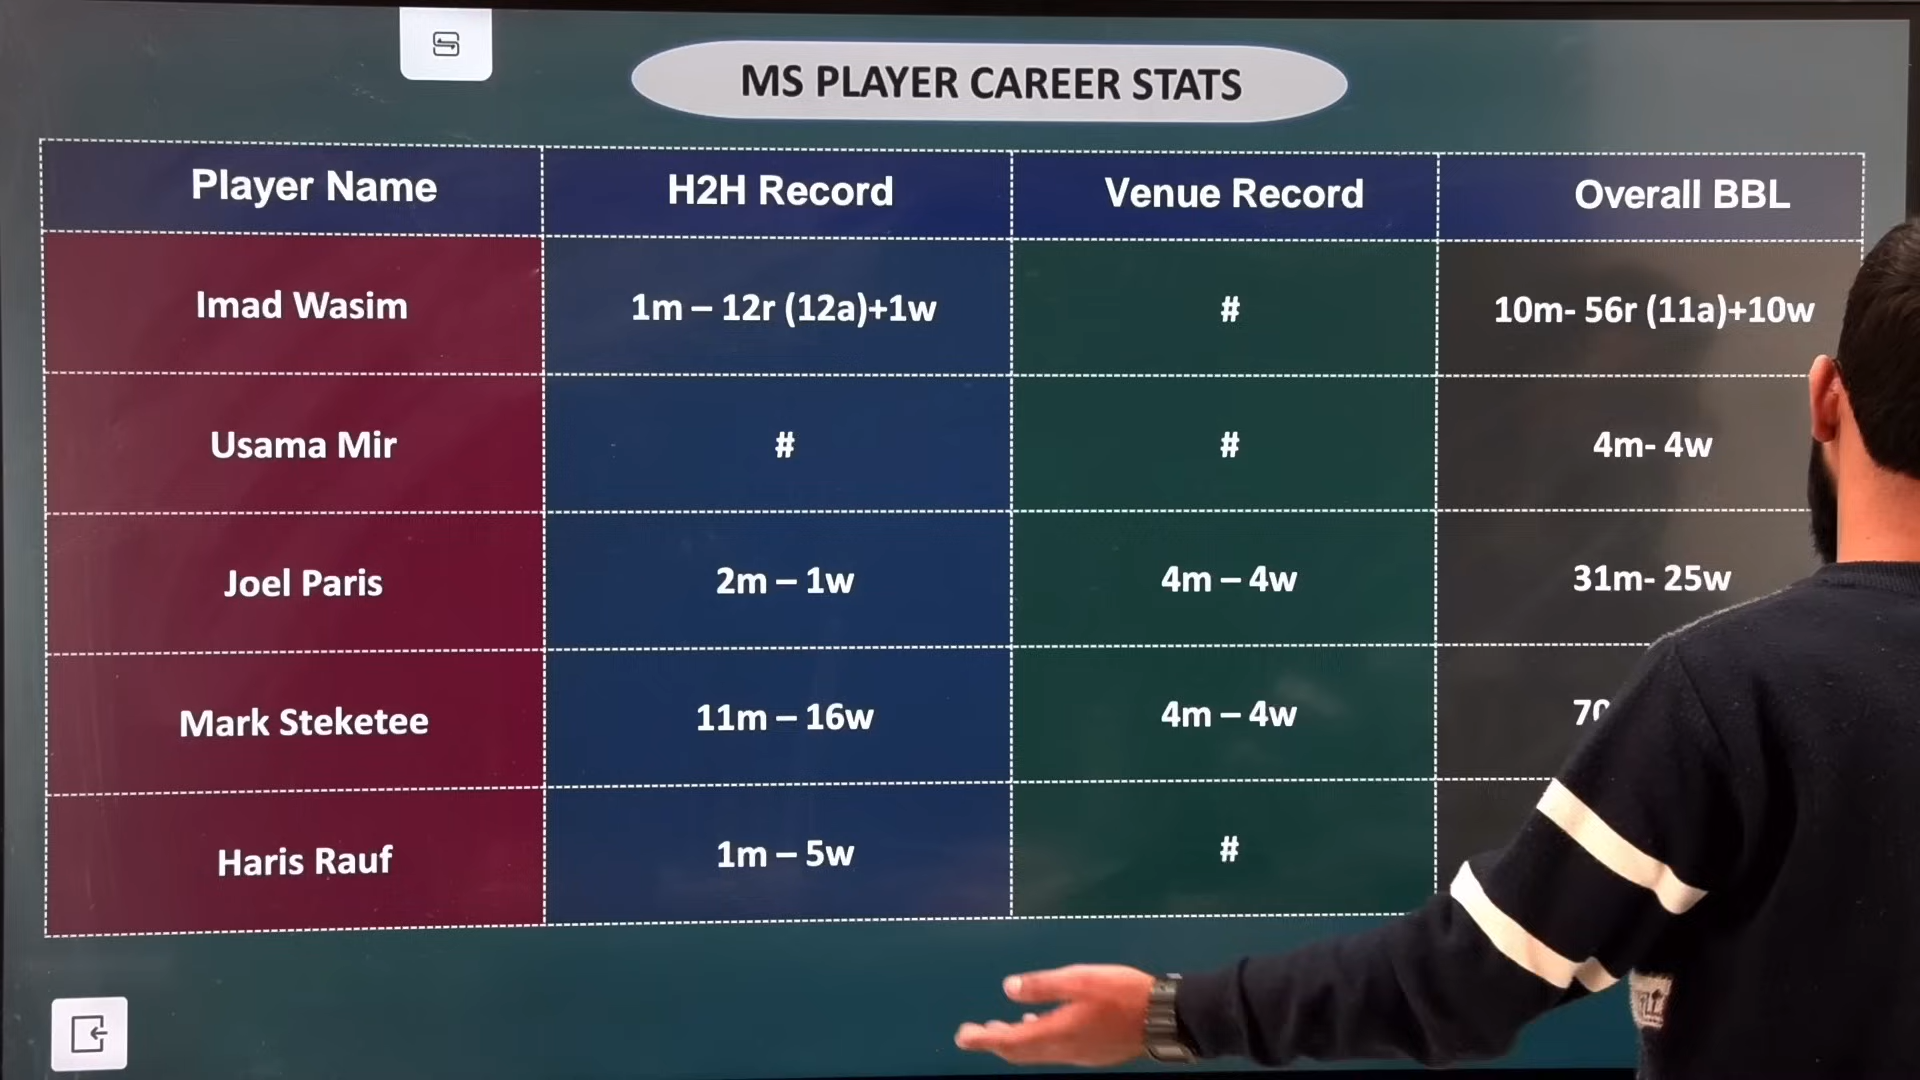 MS PLAYER CAREER STATS
Player Name H2H Record Venue Record Overall BBL
Imad Wasim 1m – 12r (12a)+1w # 10m- 56r (11a)+10w
Usama Mir # # 4m- 4w
Joel Paris 2m – 1w 4m – 4w 31m- 25w
Mark Steketee 11m – 16w 4m – 4w
Haris Rauf 1m – 5w #